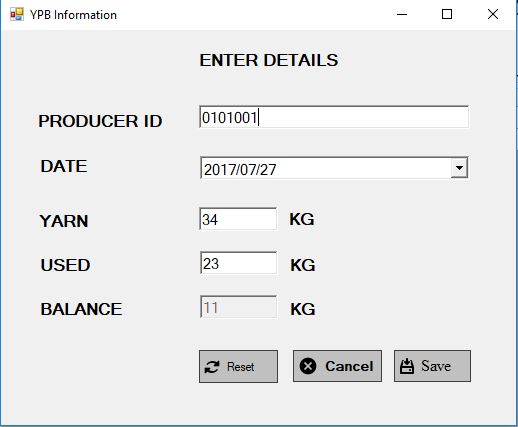 YPB Information
ENTER DETAILS
PRODUCER ID 0101001
DATE 2017/07/27
YARN 34 KG
USED 23 KG
BALANCE 11 KG
Reset Cancel Save